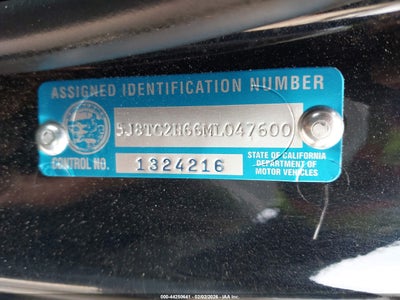 ASSIGNED IDENTIFICATION NUMBER
5J8TC2H66ML047600
CONTROL NO. 1324216
STATE OF CALIFORNIA
DEPARTMENT OF
MOTOR VEHICLES
000-44250641 - 02/02/2026 - IAA Inc.